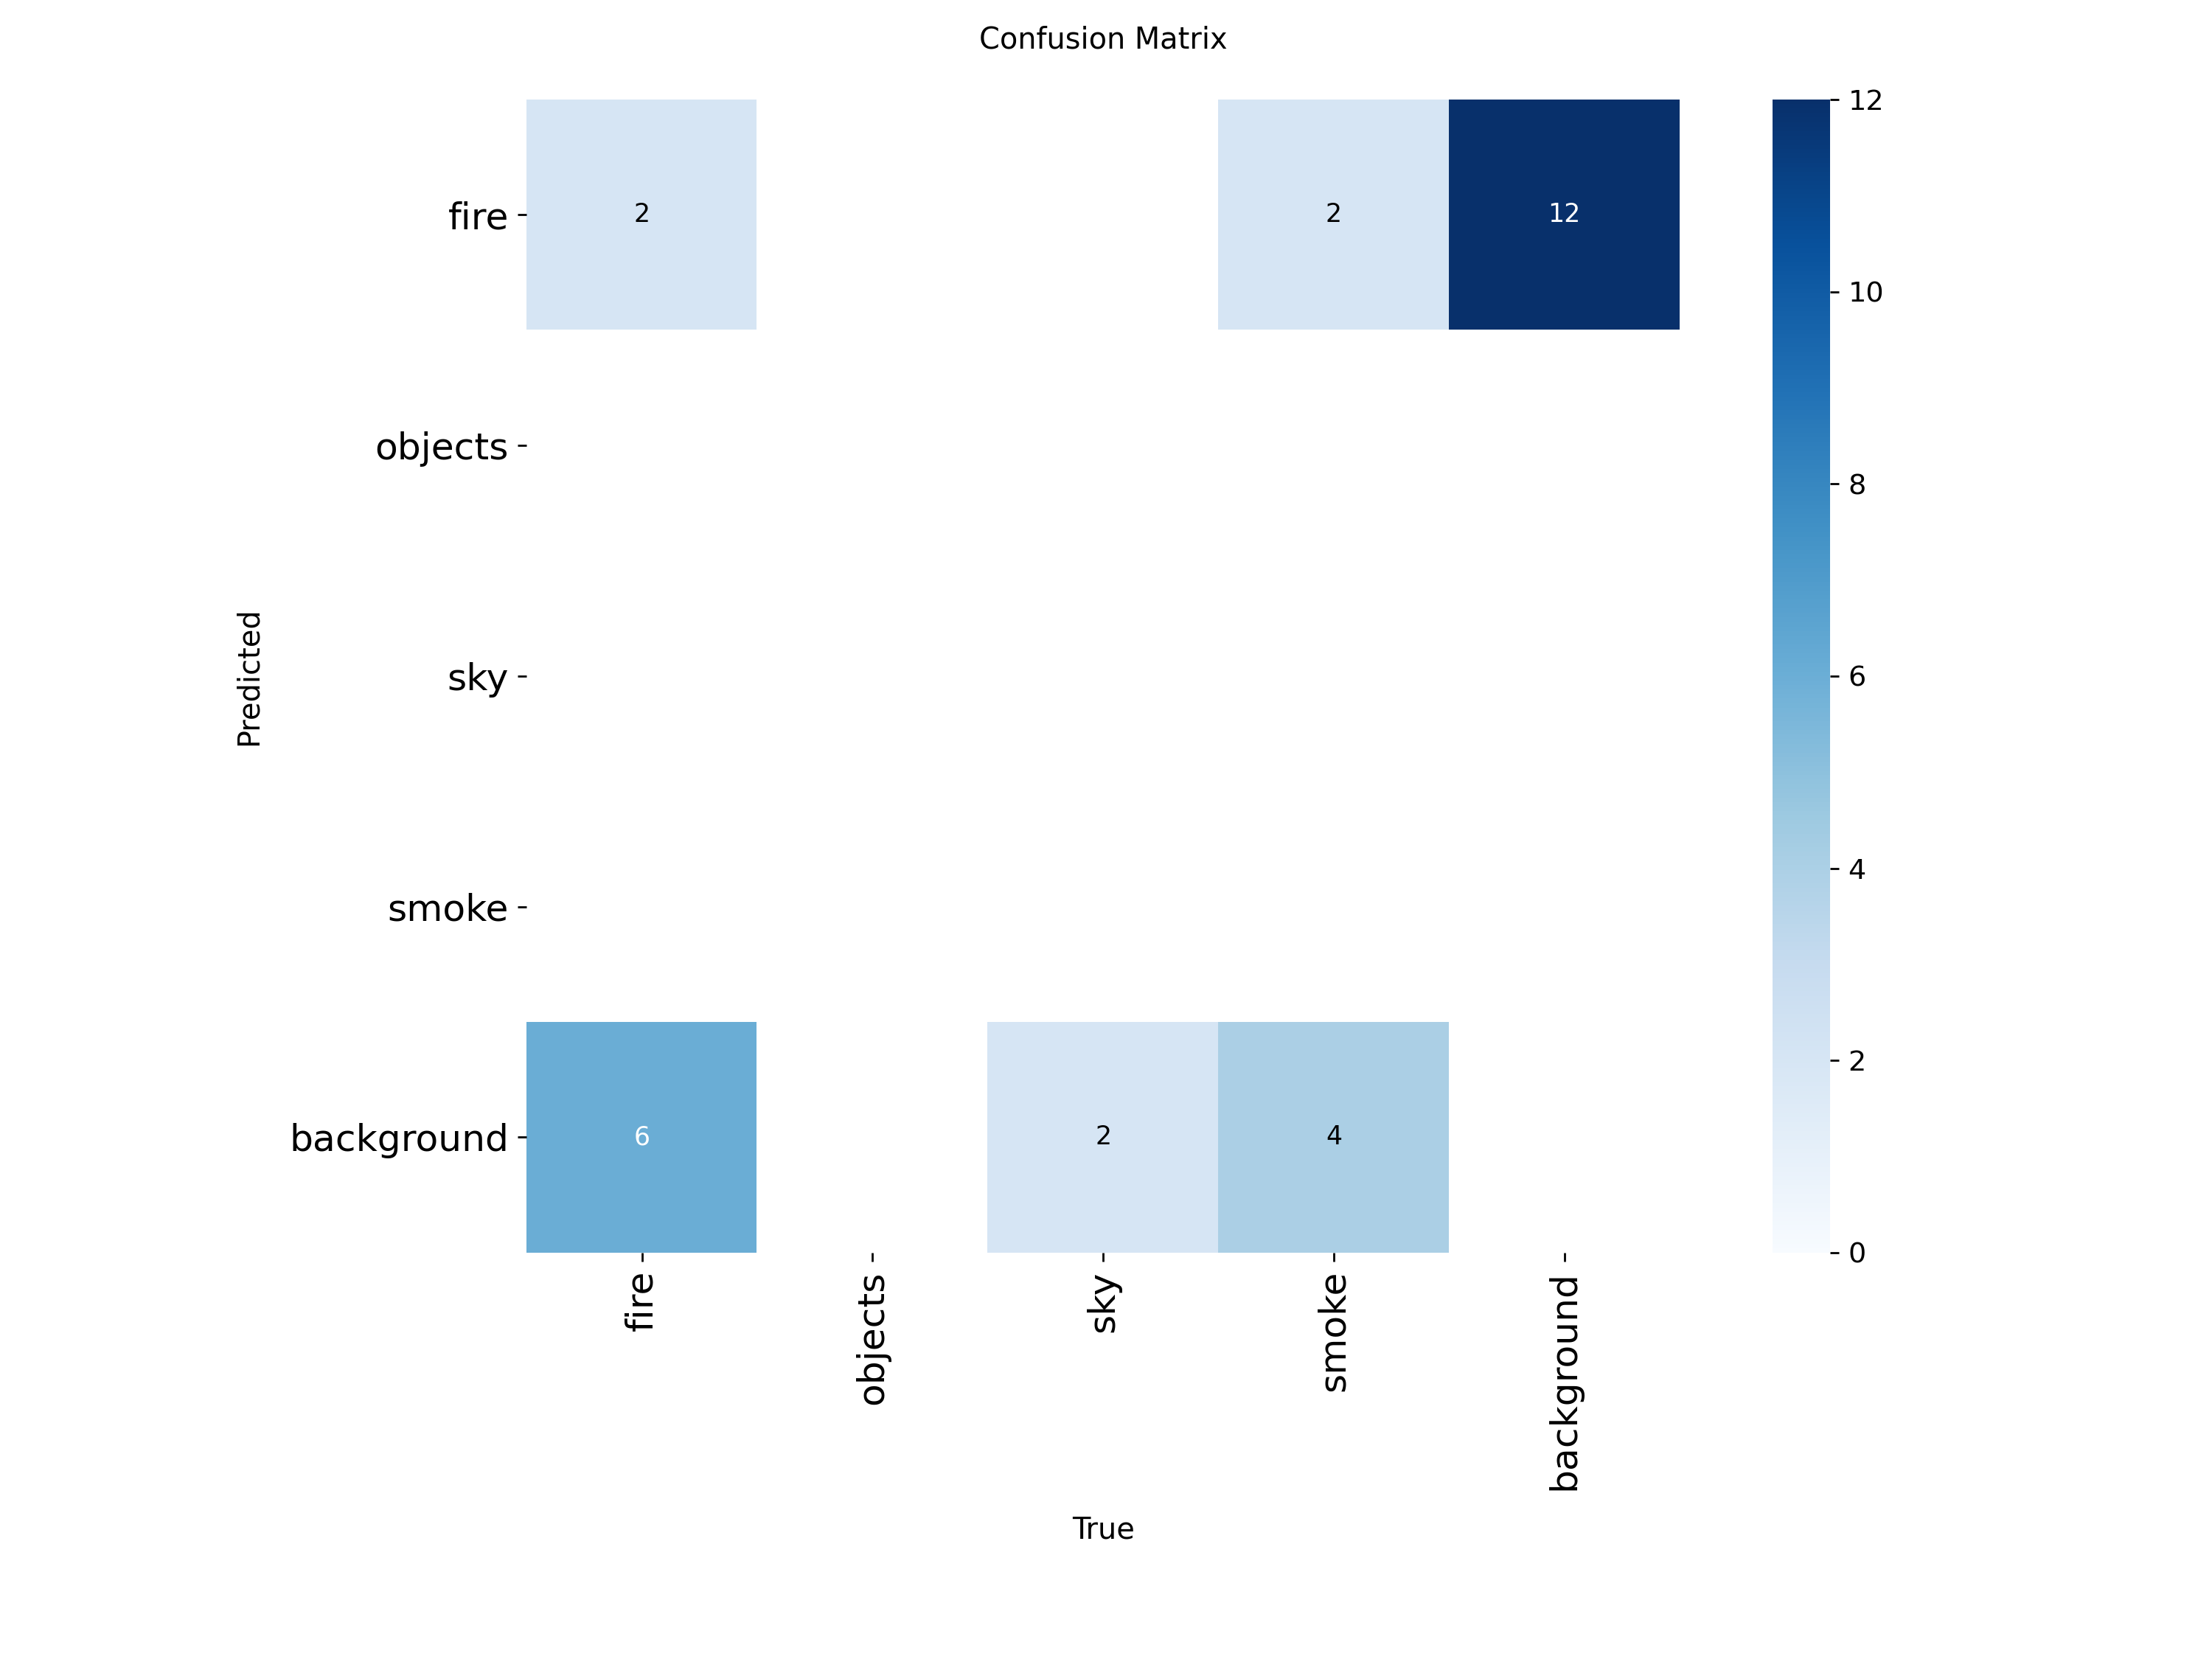 Confusion Matrix
12
fire
2
2
12
10
objects
8
Predicted
sky
6
smoke
4
2
background
6
2
4
0
fire
objects
sky
smoke
background
True